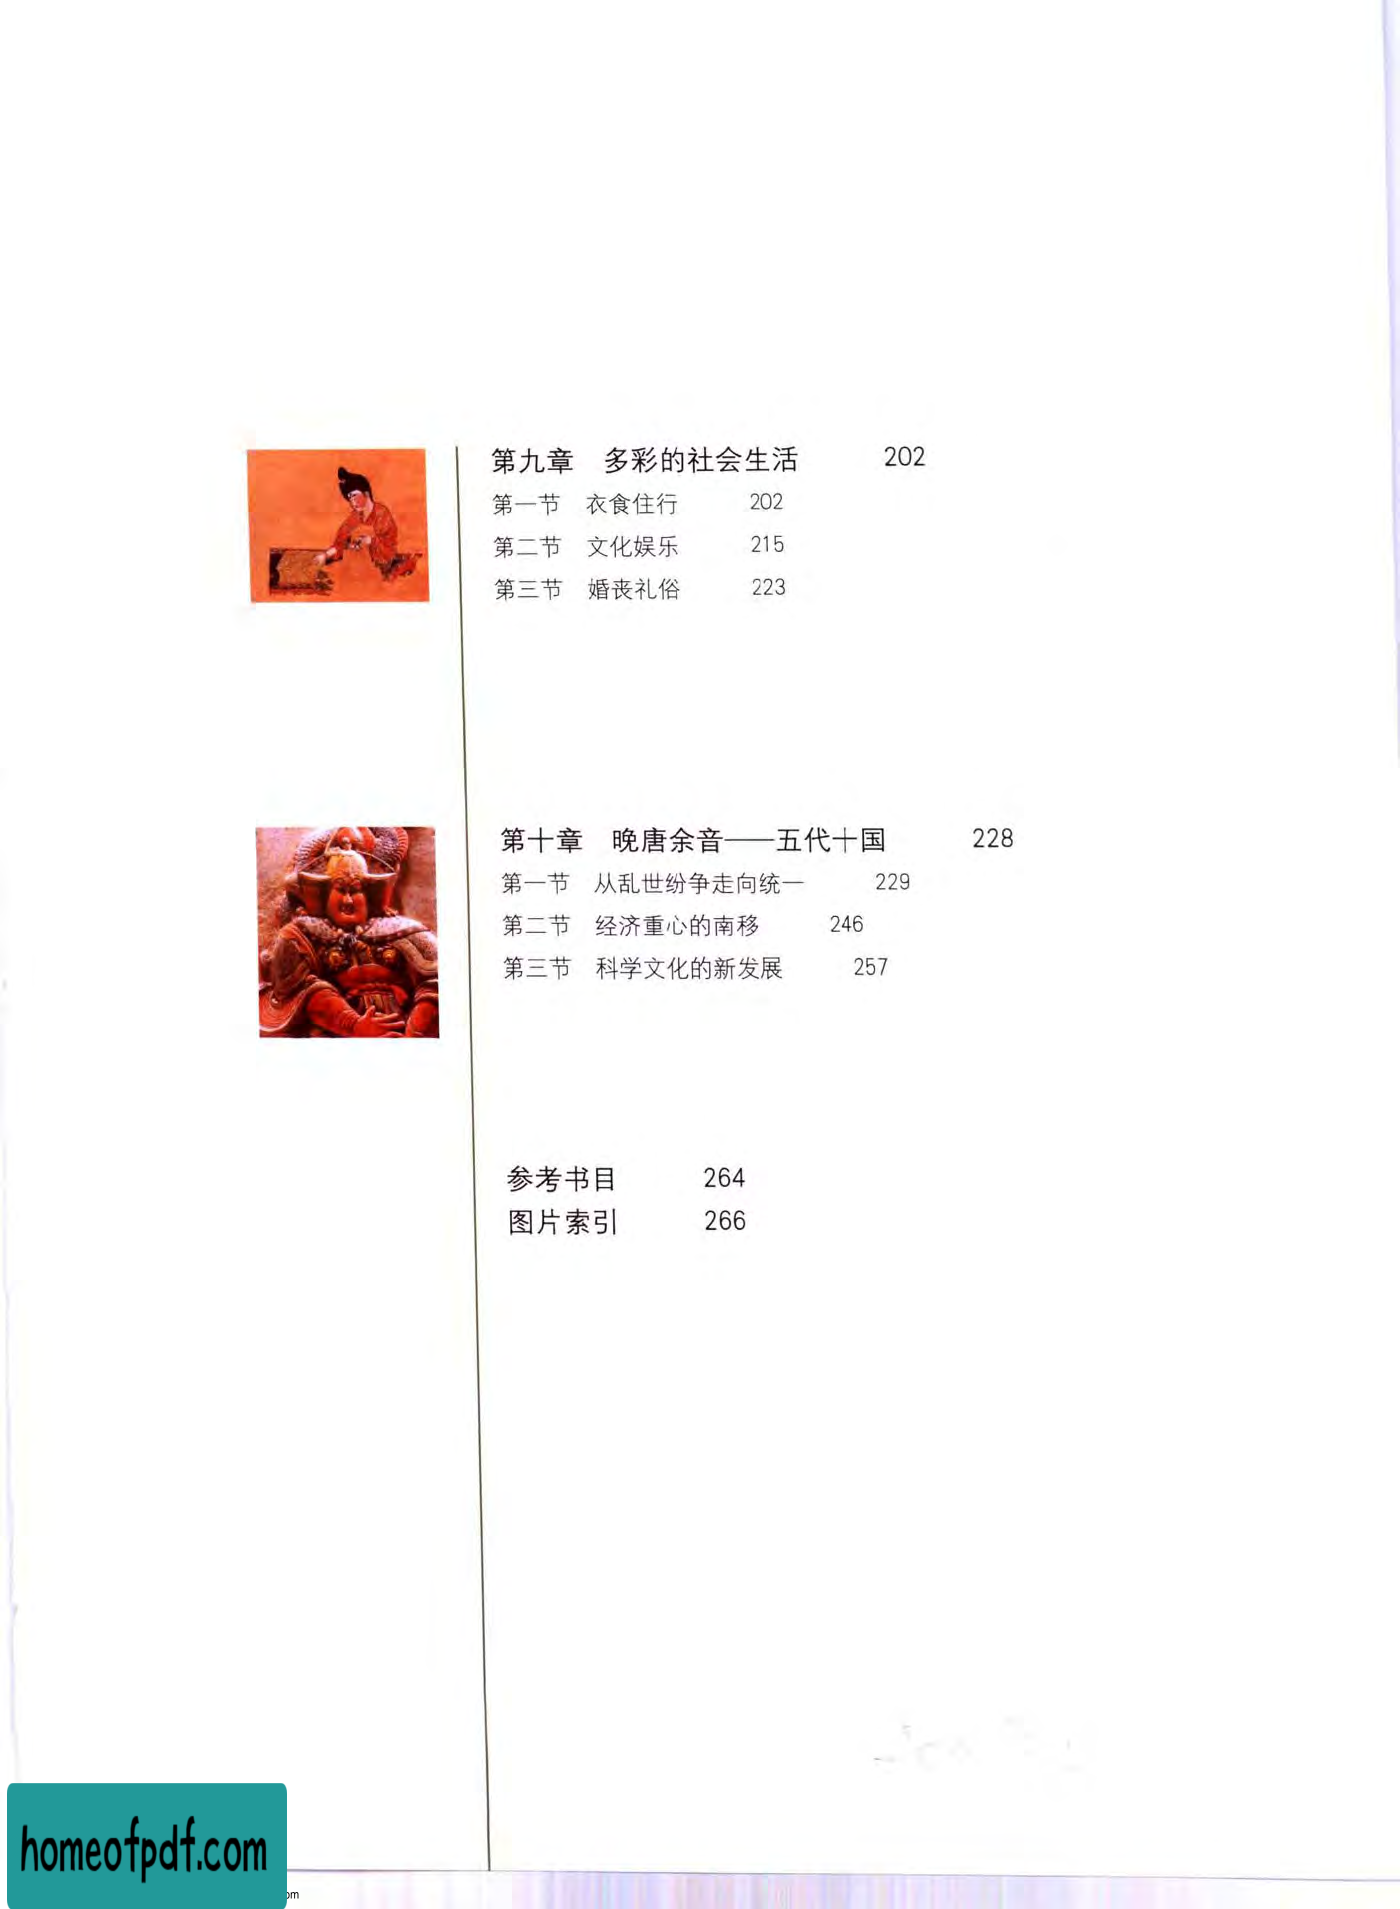 第九章 多彩的社会生活 202
第一节 衣食住行 202
第二节 文化娱乐 215
第三节 婚丧礼俗 223
第十章 晚唐余音——五代十国 228
第一节 从乱世纷争走向统一 229
第二节 经济重心的南移 246
第三节 科学文化的新发展 257
参考书目 264
图片索引 266
homeofpdf.com
om